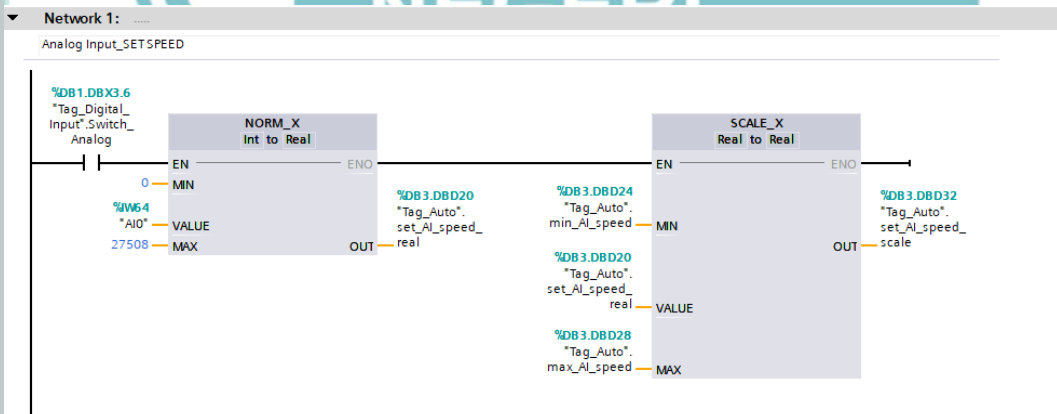 Network 1: .....
Analog Input_SETSPEED
%DB1.DBX3.6
"Tag_Digital_
Input".Switch_
Analog
NORM_X
Int to Real
EN
ENO
0
MIN
%IW64
"AI0"
VALUE
27508
MAX
OUT
%DB3.DBD20
"Tag_Auto".
set_AI_speed_
real
SCALE_X
Real to Real
EN
ENO
%DB3.DBD24
"Tag_Auto".
min_AI_speed
MIN
%DB3.DBD20
"Tag_Auto".
set_AI_speed_
real
VALUE
%DB3.DBD28
"Tag_Auto".
max_AI_speed
MAX
OUT
%DB3.DBD32
"Tag_Auto".
set_AI_speed_
scale